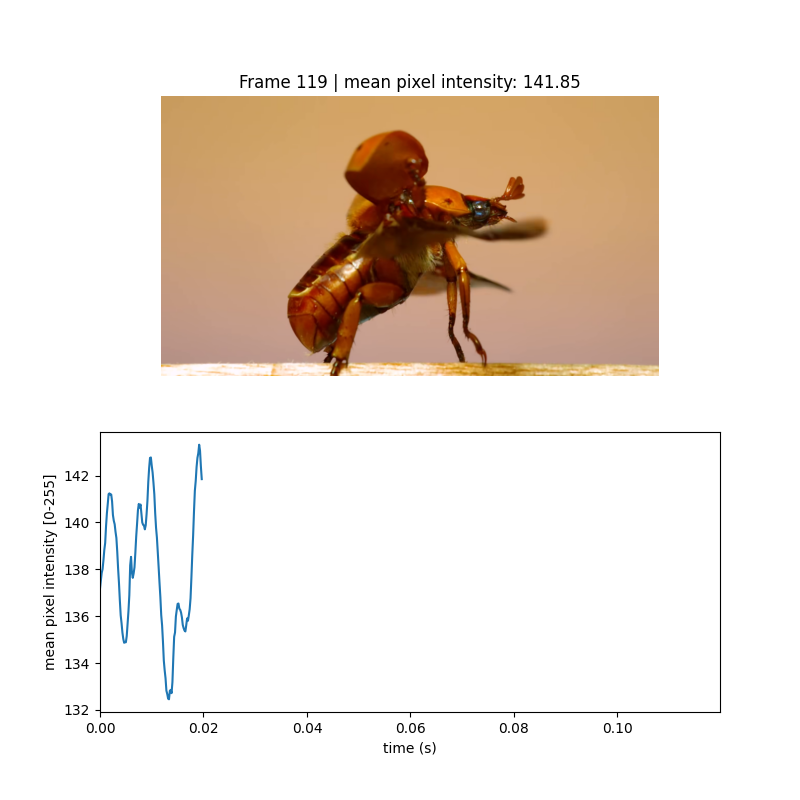 Frame 119 | mean pixel intensity: 141.85
mean pixel intensity [0-255]
142
140
138
136
134
132
0.00 0.02 0.04 0.06 0.08 0.10
time (s)